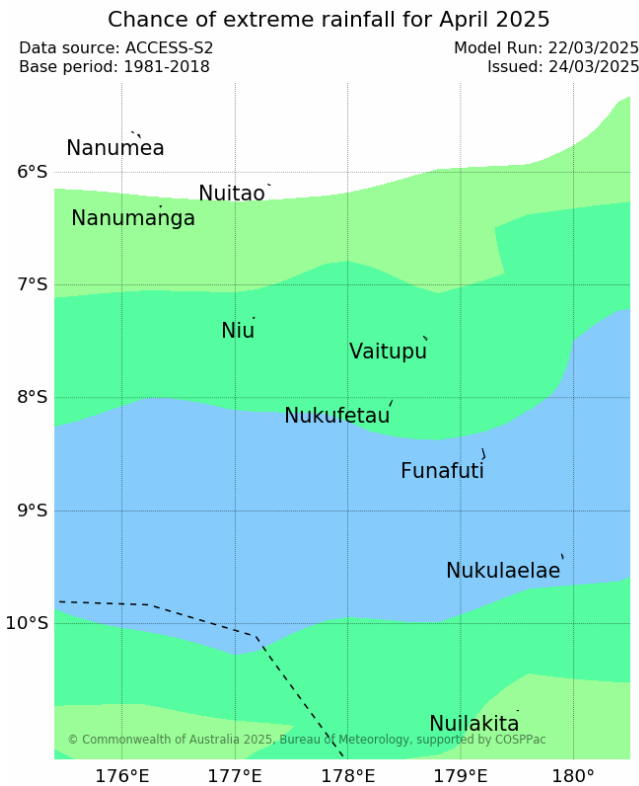 Chance of extreme rainfall for April 2025
Data source: ACCESS-S2
Model Run: 22/03/2025
Base period: 1981-2018
Issued: 24/03/2025
Nanumea
6°S
Nuitao
Nanumanga
7°S
Niu
Vaitupu
8°S
Nukufetau
Funafuti
9°S
Nukulaelae
10°S
Nuilakita
© Commonwealth of Australia 2025, Bureau of Meteorology, supported by COSPPac
176°E 177°E 178°E 179°E 180°